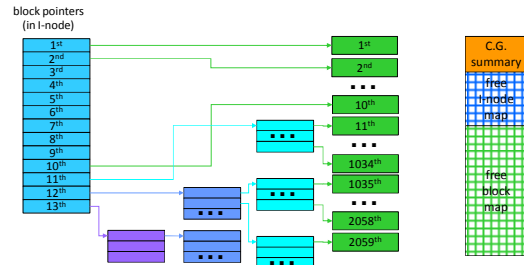 block pointers
(in I-node)
1st
2nd
3rd
4th
5th
6th
7th
8th
9th
10th
11th
12th
13th
...
...
...
...
...
1st
2nd
...
10th
11th
...
1034th
1035th
...
2058th
2059th
C.G.
summary
free
I-node
map
free
block
map